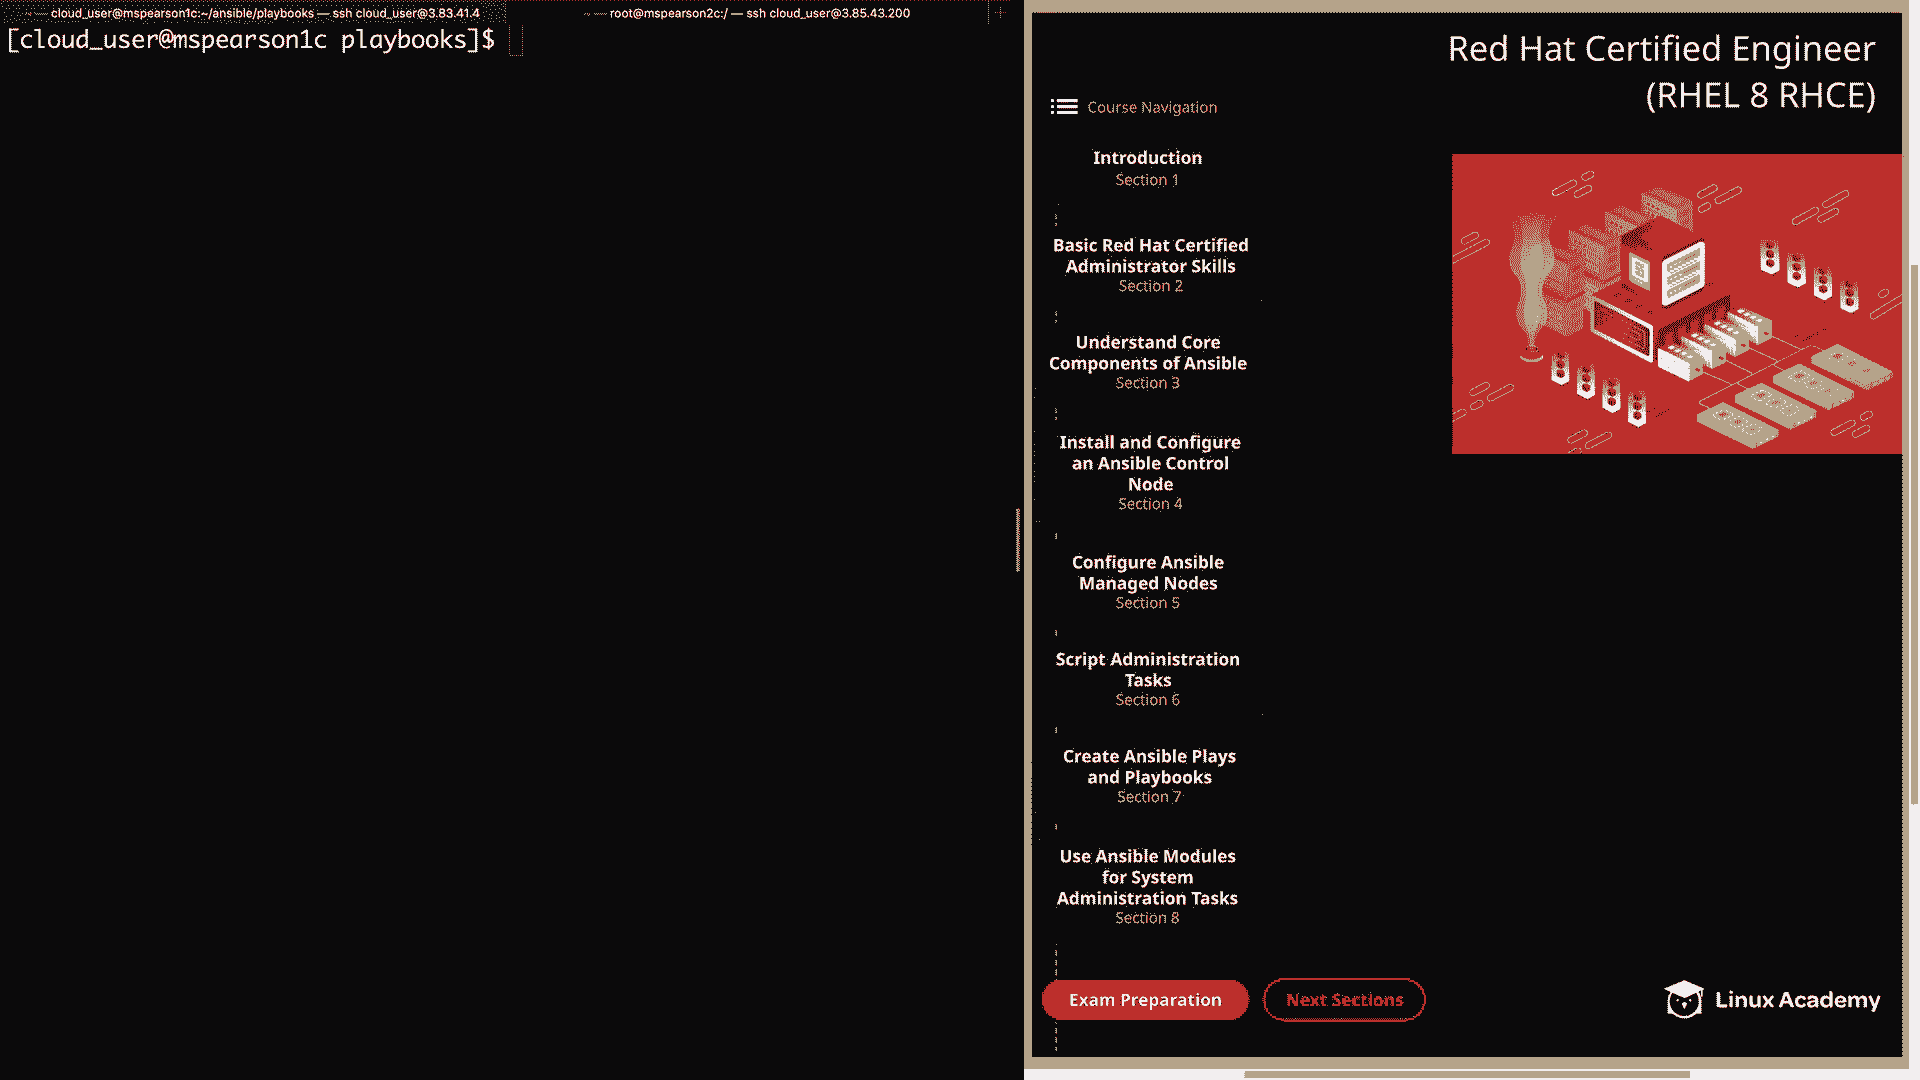 cloud_user@mspearson1c:~/ansible/playbooks — ssh cloud_user@3.83.41.4
root@mspearson2c:/ — ssh cloud_user@3.85.43.200
[cloud_user@mspearson1c playbooks]$
Red Hat Certified Engineer
(RHEL 8 RHCE)
Course Navigation
Introduction
Section 1
Basic Red Hat Certified
Administrator Skills
Section 2
Understand Core
Components of Ansible
Section 3
Install and Configure
an Ansible Control
Node
Section 4
Configure Ansible
Managed Nodes
Section 5
Script Administration
Tasks
Section 6
Create Ansible Plays
and Playbooks
Section 7
Use Ansible Modules
for System
Administration Tasks
Section 8
Exam Preparation
Next Sections
Linux Academy